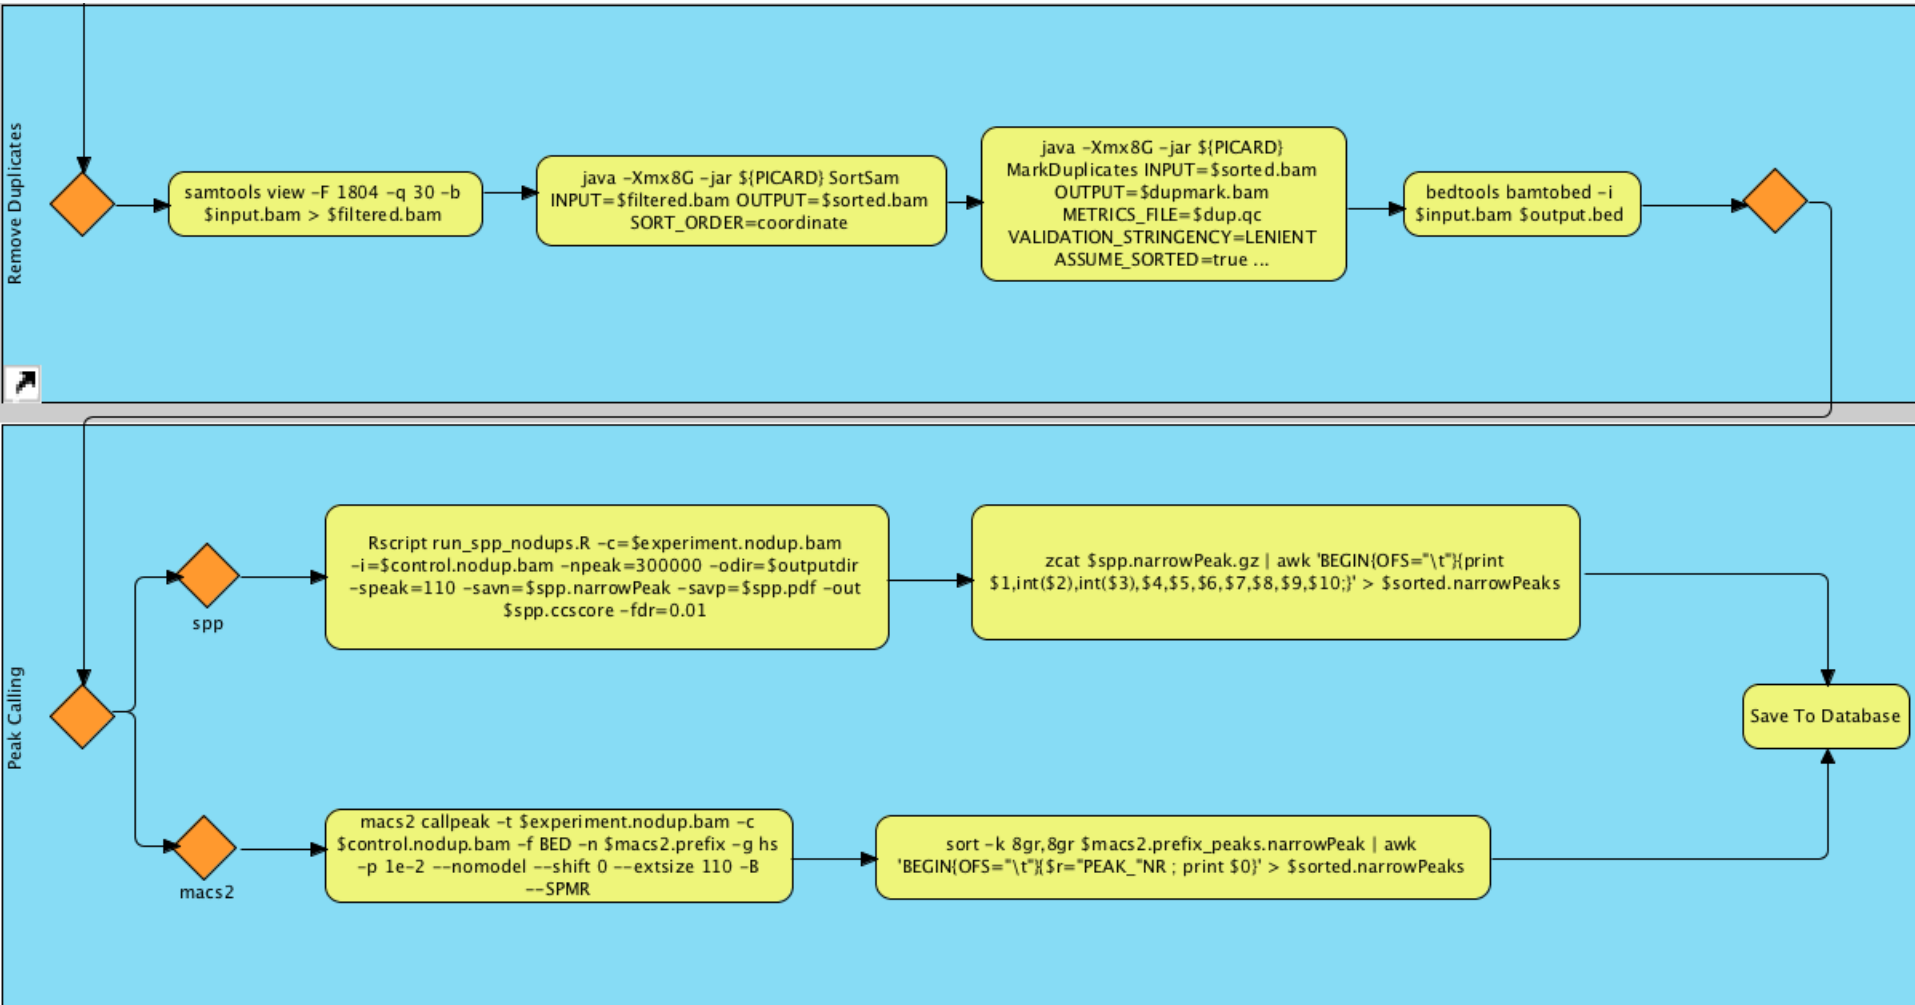 Remove Duplicates
samtools view -F 1804 -q 30 -b
$input.bam > $filtered.bam
java -Xmx8G -jar ${PICARD} SortSam
INPUT=$filtered.bam OUTPUT=$sorted.bam
SORT_ORDER=coordinate
java -Xmx8G -jar ${PICARD}
MarkDuplicates INPUT=$sorted.bam
OUTPUT=$dupmark.bam
METRICS_FILE=$dup.qc
VALIDATION_STRINGENCY=LENIENT
ASSUME_SORTED=true ...
bedtools bamtobed -i
$input.bam $output.bed
Peak Calling
spp
Rscript run_spp_nodups.R -c=$experiment.nodup.bam
-i=$control.nodup.bam -npeak=300000 -odir=$outputdir
-speak=110 -savn=$spp.narrowPeak -savp=$spp.pdf -out
$spp.ccscore -fdr=0.01
zcat $spp.narrowPeak.gz | awk 'BEGIN{OFS="\t"}{print
$1,int($2),int($3),$4,$5,$6,$7,$8,$9,$10;}' > $sorted.narrowPeaks
Save To Database
macs2
macs2 callpeak -t $experiment.nodup.bam -c
$control.nodup.bam -f BED -n $macs2.prefix -g hs
-p 1e-2 --nomodel --shift 0 --extsize 110 -B
--SPMR
sort -k 8gr,8gr $macs2.prefix_peaks.narrowPeak | awk
'BEGIN{OFS="\t"}{$r="PEAK_"NR ; print $0}' > $sorted.narrowPeaks